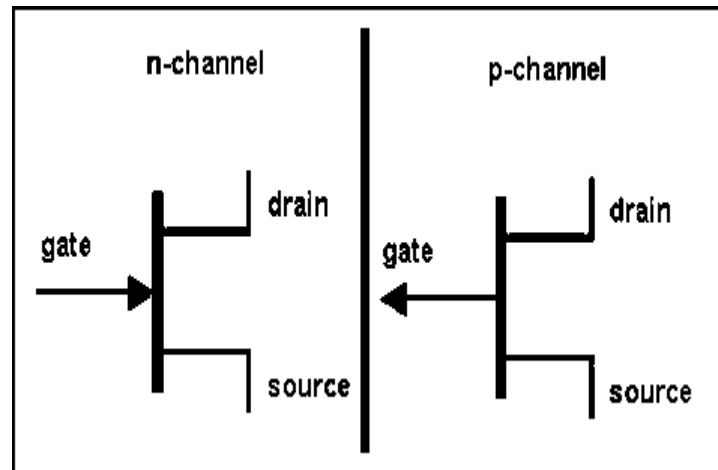 n-channel
drain
gate
source
p-channel
drain
gate
source